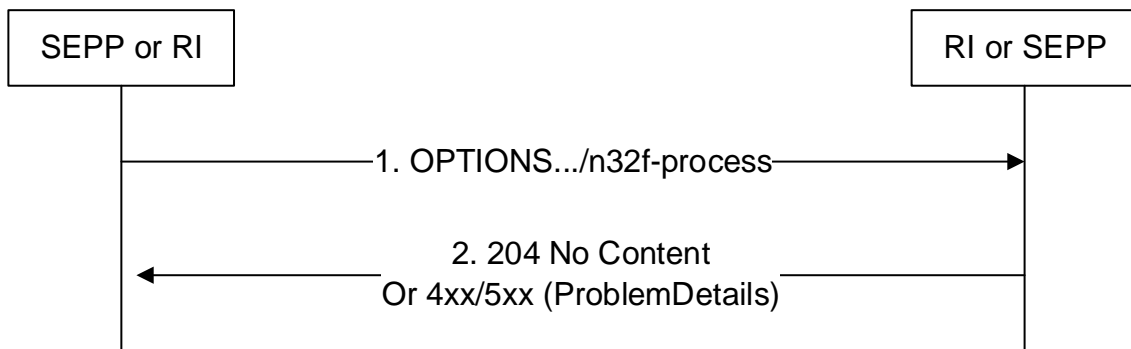 SEPP or RI
RI or SEPP
1. OPTIONS.../n32f-process
2. 204 No Content
Or 4xx/5xx (ProblemDetails)